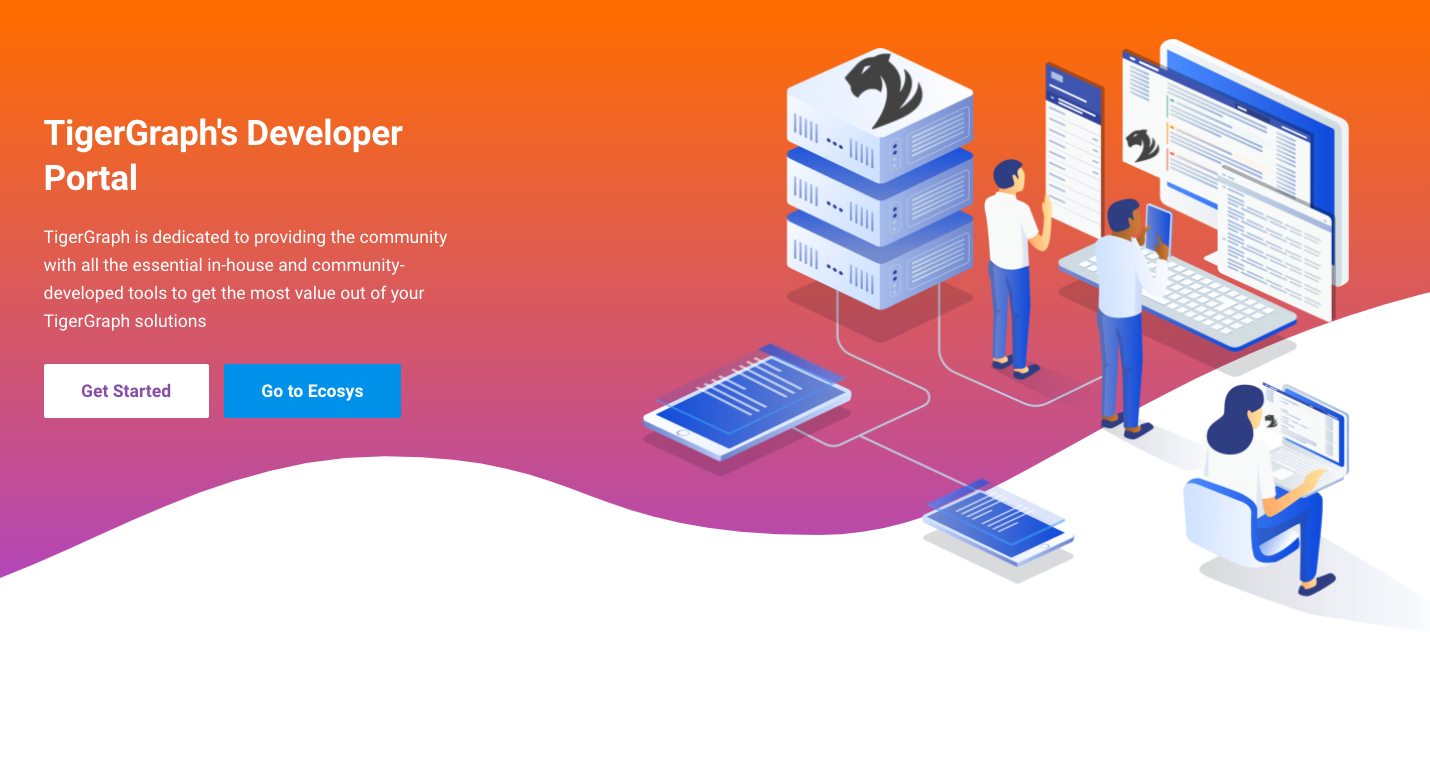 TigerGraph's Developer
Portal
TigerGraph is dedicated to providing the community
with all the essential in-house and community-
developed tools to get the most value out of your
TigerGraph solutions
Get Started
Go to Ecosys